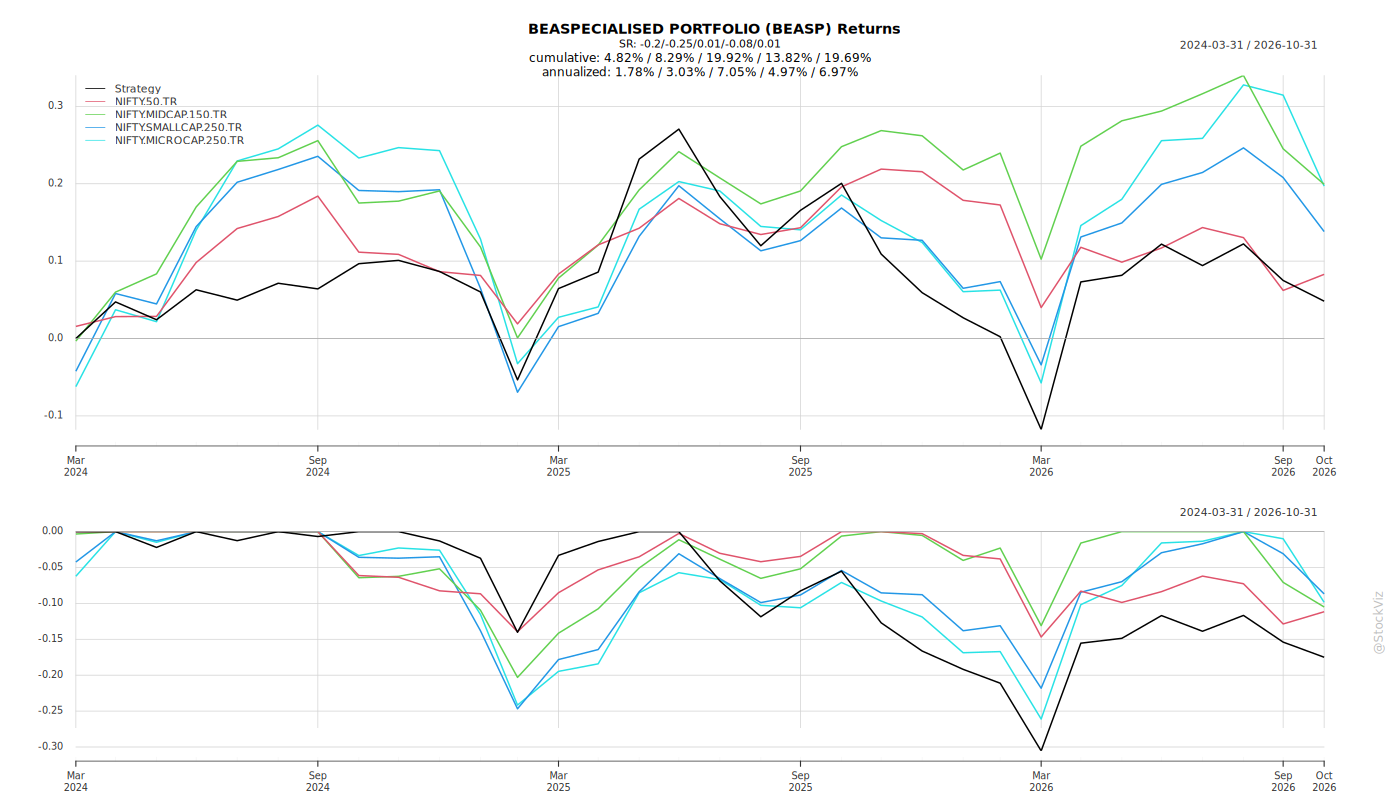 BEASPECIALISED PORTFOLIO (BEASP) Returns
SR: -0.2/-0.25/0.01/-0.08/0.01
cumulative: 4.82% / 8.29% / 19.92% / 13.82% / 19.69%
annualized: 1.78% / 3.03% / 7.05% / 4.97% / 6.97%
2024-03-31 / 2026-10-31
Strategy
NIFTY.50.TR
NIFTY.MIDCAP.150.TR
NIFTY.SMALLCAP.250.TR
NIFTY.MICROCAP.250.TR
0.3
0.2
0.1
0.0
-0.1
Mar 2024
Sep 2024
Mar 2025
Sep 2025
Mar 2026
Sep 2026
Oct 2026
2024-03-31 / 2026-10-31
0.00
-0.05
-0.10
-0.15
-0.20
-0.25
-0.30
Mar 2024
Sep 2024
Mar 2025
Sep 2025
Mar 2026
Sep 2026
Oct 2026
@StockViz